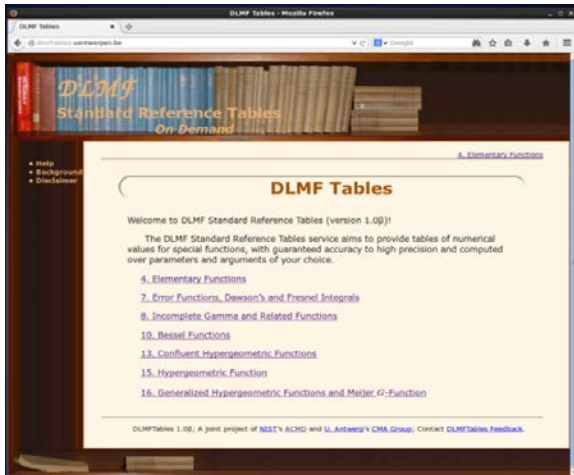 DLMF Tables - Mozilla Firefox
DLMF Tables
dlmftables.uantwerpen.be
Google
DLMF
Standard Reference Tables
On Demand
Help
Background
Disclaimer
4. Elementary Functions
DLMF Tables
Welcome to DLMF Standard Reference Tables (version 1.0β)!
The DLMF Standard Reference Tables service aims to provide tables of numerical
values for special functions, with guaranteed accuracy to high precision and computed
over parameters and arguments of your choice.
4. Elementary Functions
7. Error Functions, Dawson's and Fresnel Integrals
8. Incomplete Gamma and Related Functions
10. Bessel Functions
13. Confluent Hypergeometric Functions
15. Hypergeometric Function
16. Generalized Hypergeometric Functions and Meijer G-Function
DLMFTables 1.0β; A joint project of NIST's ACMD and U. Antwerp's CMA Group; Contact DLMFTables Feedback.